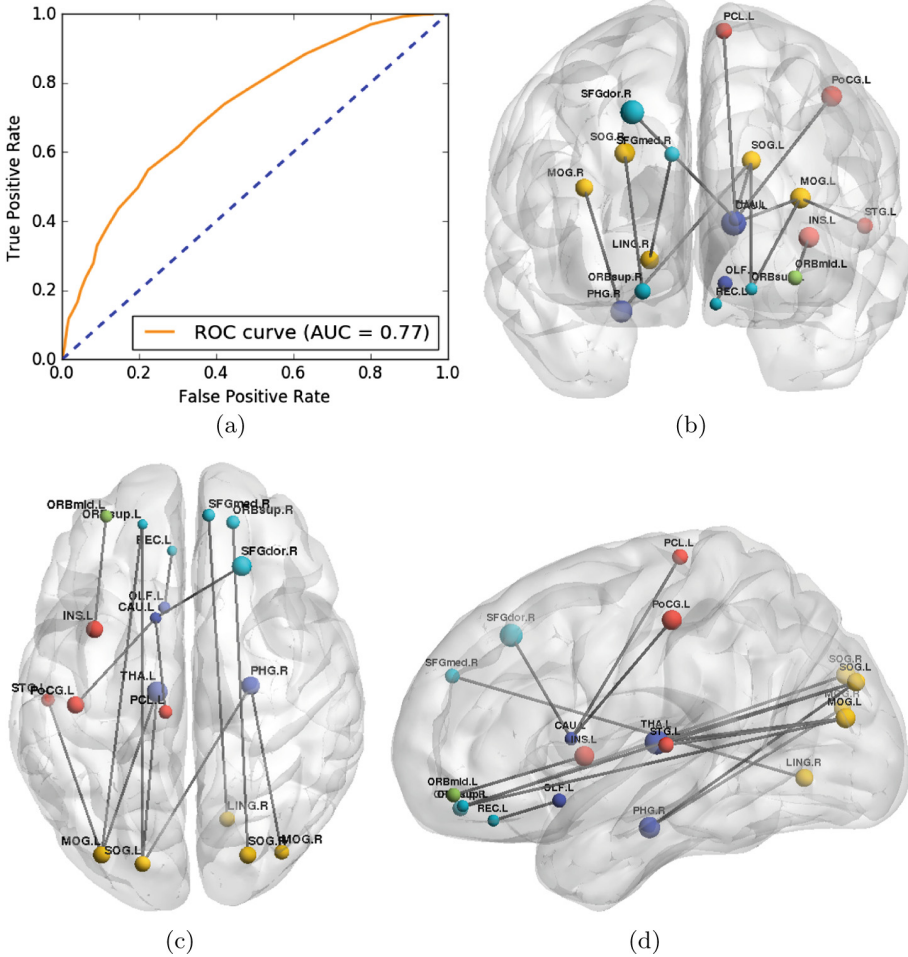 1.0
0.8
0.6
0.4
0.2
0.0
True Positive Rate
ROC curve (AUC = 0.77)
0.0 0.2 0.4 0.6 0.8 1.0
False Positive Rate
(a)
PCL.L
PoCG.L
SFGdor.R
SOG.R
SFGmed.R
SOG.L
MOG.R
MOG.L
STG.L
CAU.L
INS.L
LING.R
ORBmid.L
ORBsup.R
OLF.
ORBsu
PHG.R
REC.L
(b)
ORBmid.L
SFGmed.R
ORBsup.L
ORBsup.R
REC.L
SFGdor.R
OLF.L
CAU.L
INS.L
THA.L
PHG.R
STG.
PoCG.L
PCL.L
LING.R
MOG.L
SOG.L
SOG.R
MOG.R
(c)
PCL.L
PoCG.L
SFGdor.R
SFGmed.R
SOG.R
SOG.L
MOG.R
MOG.L
CAU.L
THA.L
STG.L
INS.L
LING.R
ORBmid.L
OLF.L
REC.L
PHG.R
(d)